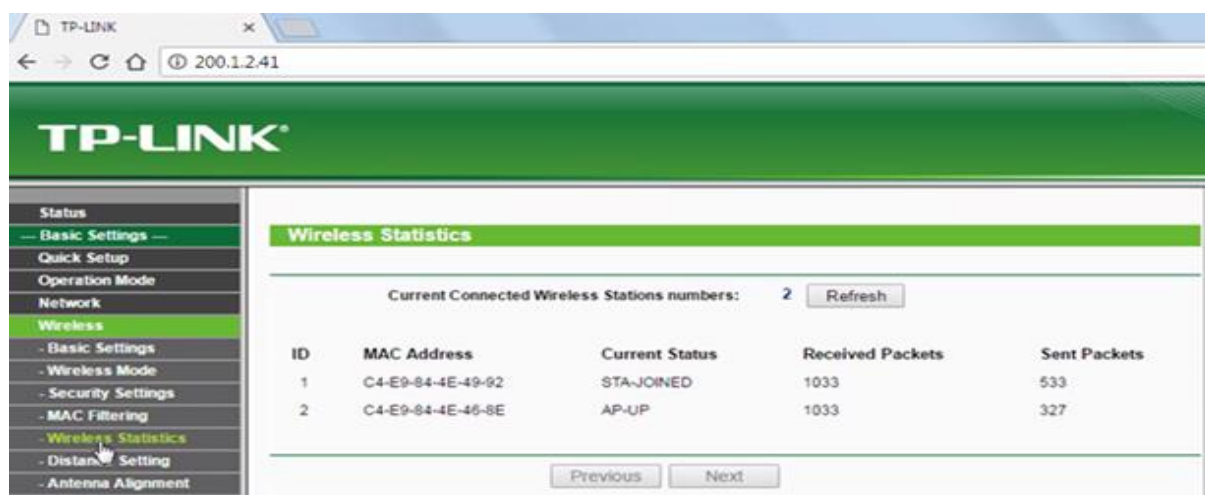 TP-LINK
200.1.2.41
TP-LINK®
Status
— Basic Settings —
Quick Setup
Operation Mode
Network
Wireless
- Basic Settings
- Wireless Mode
- Security Settings
- MAC Filtering
- Wireless Statistics
- Distance Setting
- Antenna Alignment
Wireless Statistics
Current Connected Wireless Stations numbers: 2 Refresh
ID MAC Address Current Status Received Packets Sent Packets
1 C4-E9-84-4E-49-92 STA-JOINED 1033 533
2 C4-E9-84-4E-46-8E AP-UP 1033 327
Previous Next